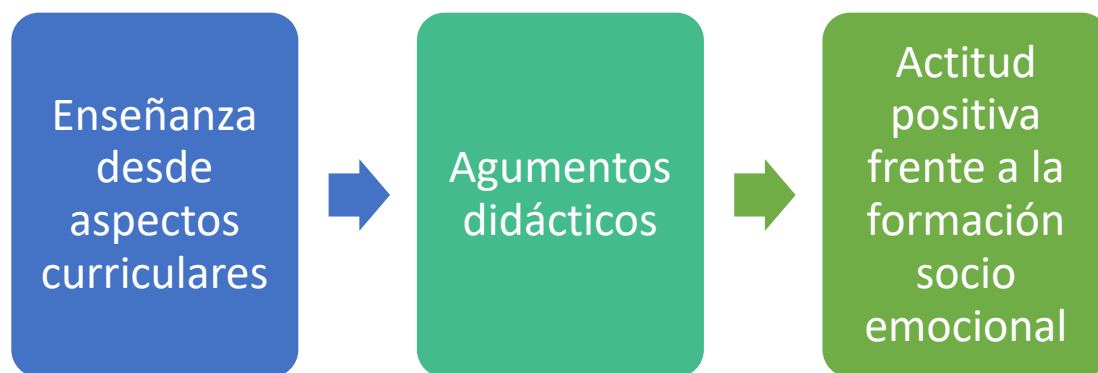 Enseñanza
desde
aspectos
curriculares
Agumentos
didácticos
Actitud
positiva
frente a la
formación
socio
emocional